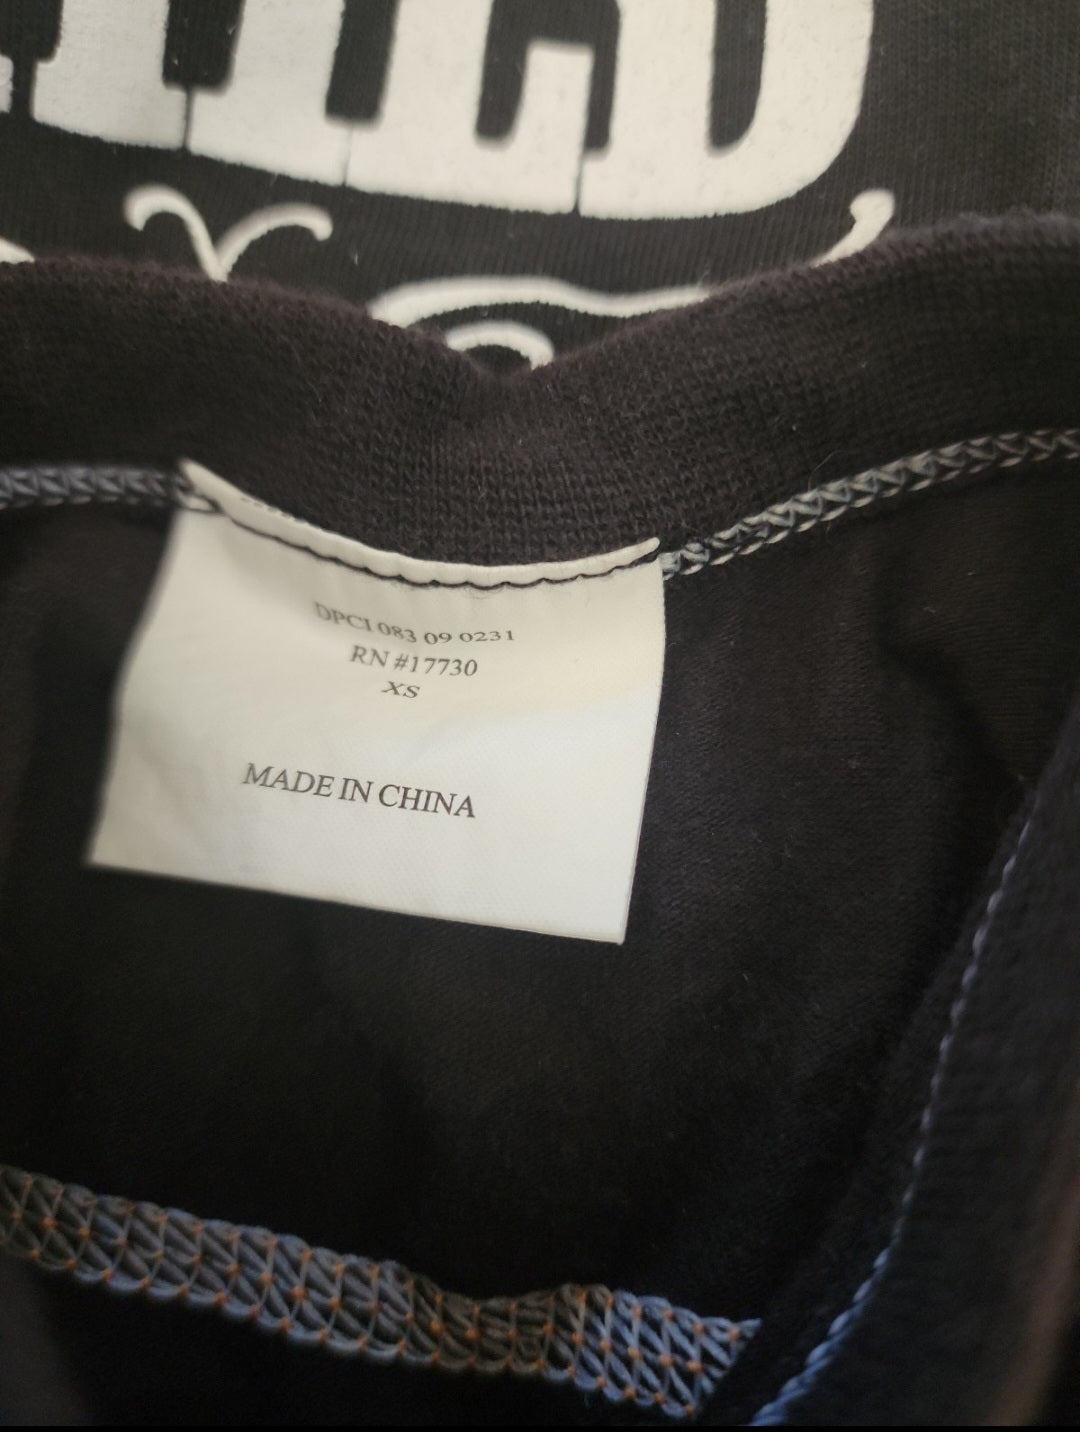 DPCI 083 09 0231
RN #17730
XS
MADE IN CHINA